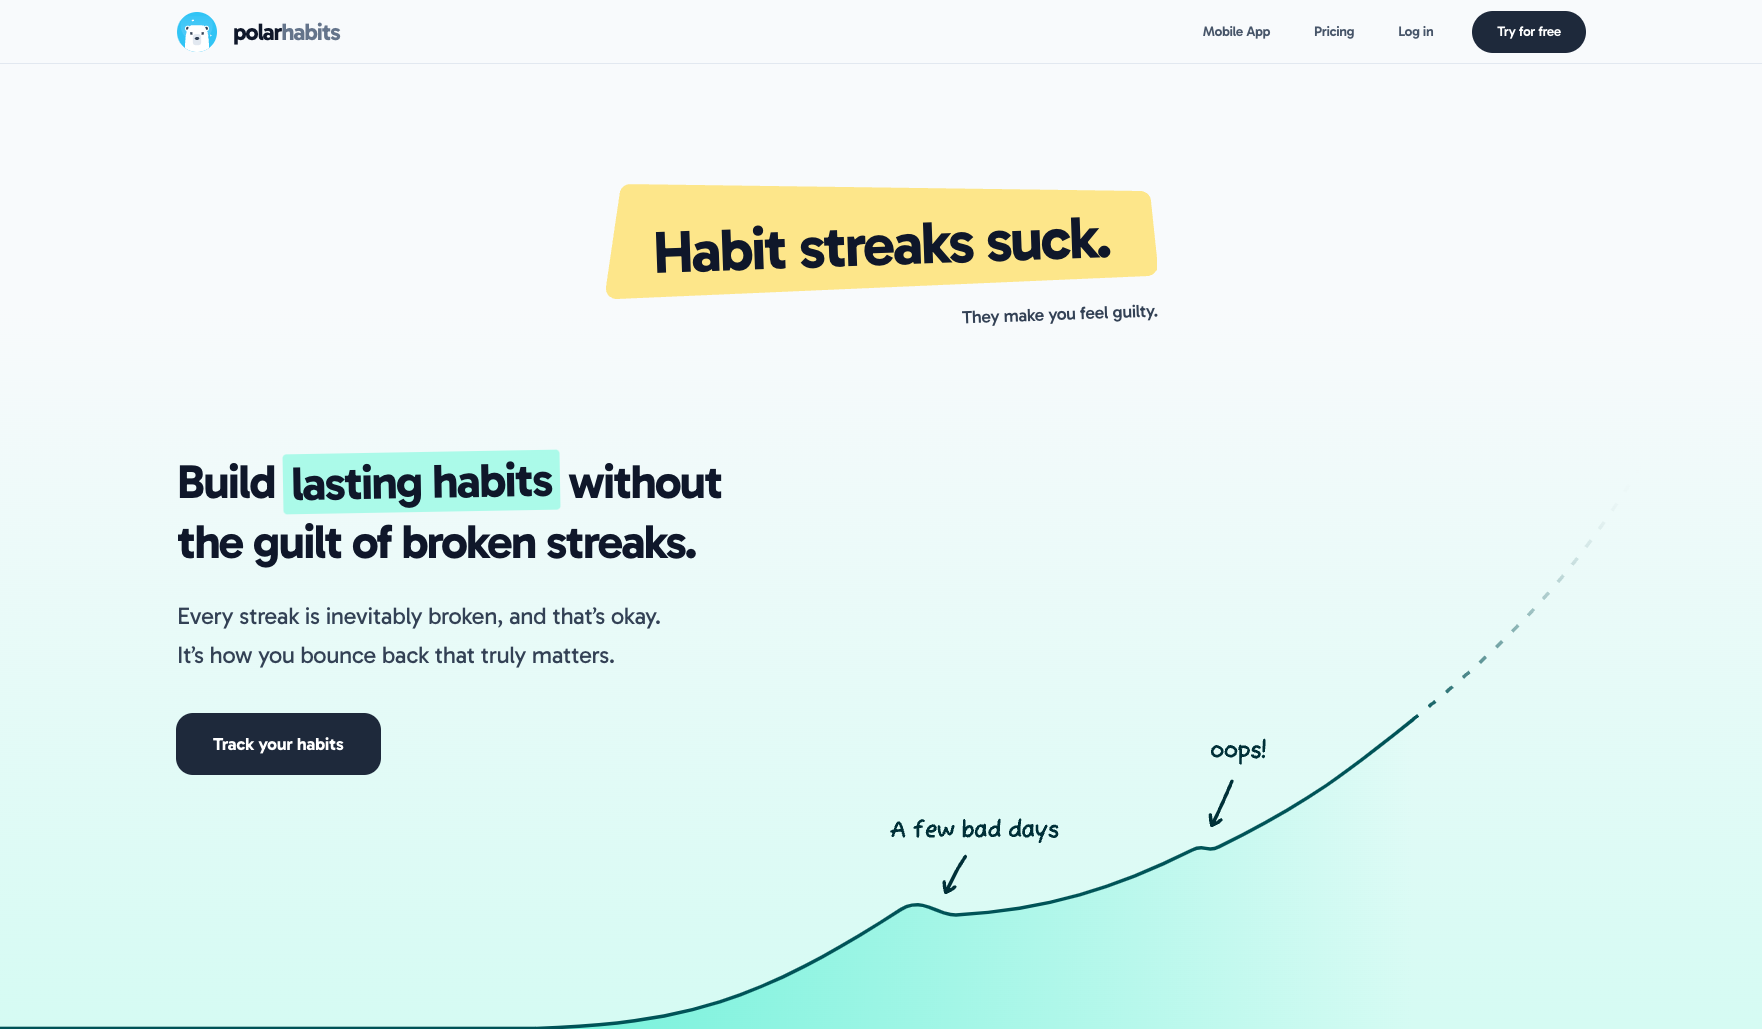 polarhabits
Mobile App
Pricing
Log in
Try for free
Habit streaks suck.
They make you feel guilty.
Build lasting habits without
the guilt of broken streaks.
Every streak is inevitably broken, and that’s okay.
It’s how you bounce back that truly matters.
Track your habits
oops!
A few bad days